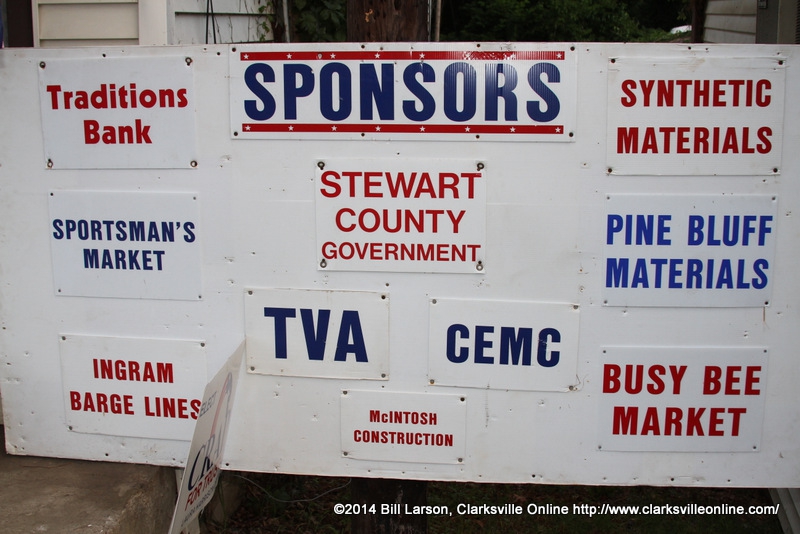 SPONSORS
Traditions
Bank
SYNTHETIC
MATERIALS
STEWART
COUNTY
GOVERNMENT
SPORTSMAN'S
MARKET
PINE BLUFF
MATERIALS
TVA
CEMC
INGRAM
BARGE LINES
BUSY BEE
MARKET
McINTOSH
CONSTRUCTION
©2014 Bill Larson, Clarksville Online http://www.clarksvilleonline.com/